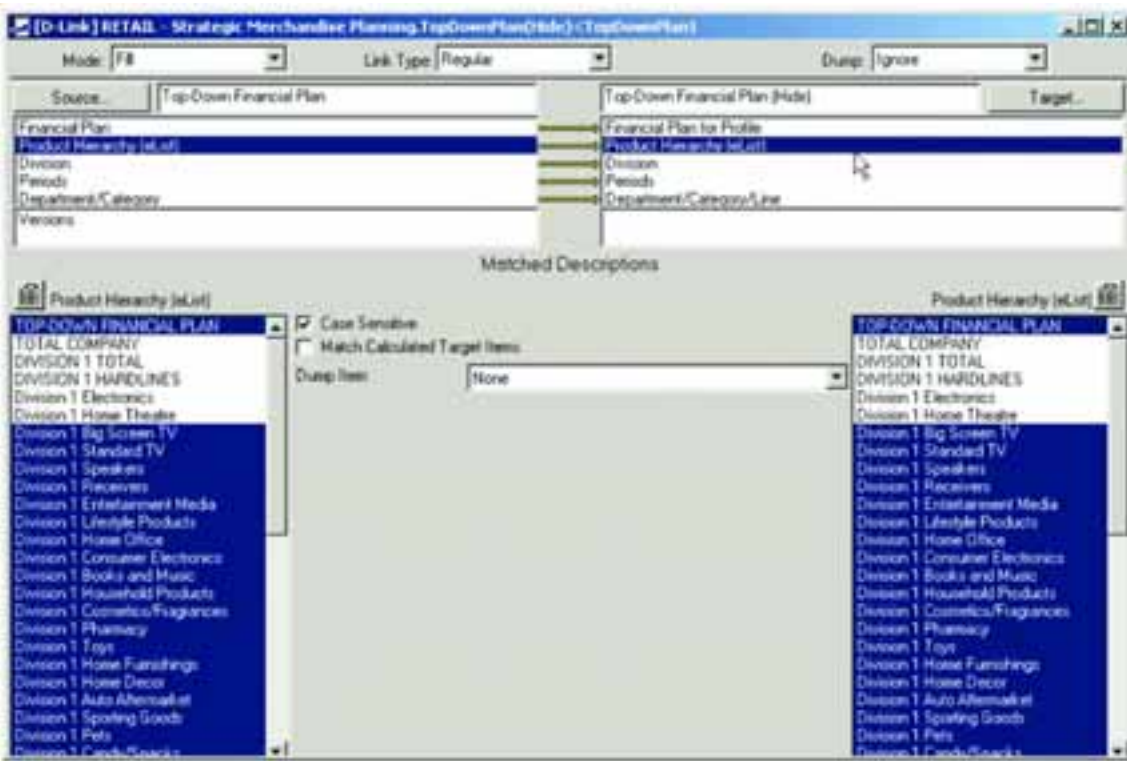 [D-Link] RETAIL - Strategic Merchandise Planning.TopDownPlan(Hide)<TopDownPlan>
Mode: Fill Link Type: Regular Dump: Ignore
Source... Top-Down Financial Plan Top-Down Financial Plan (Hide) Target...
Financial Plan Financial Plan for Profile
Product Hierarchy (eList) Product Hierarchy (eList)
Division Division
Periods Periods
Department/Category Department/Category/Line
Versions
Matched Descriptions
Product Hierarchy (eList) Product Hierarchy (eList)
TOP-DOWN FINANCIAL PLAN Case Sensitive TOP-DOWN FINANCIAL PLAN
TOTAL COMPANY Match Calculated Target Items TOTAL COMPANY
DIVISION 1 TOTAL DIVISION 1 TOTAL
DIVISION 1 HARDLINES Dump Item: None DIVISION 1 HARDLINES
Division 1 Electronics Division 1 Electronics
Division 1 Home Theatre Division 1 Home Theatre
Division 1 Big Screen TV Division 1 Big Screen TV
Division 1 Standard TV Division 1 Standard TV
Division 1 Speakers Division 1 Speakers
Division 1 Receivers Division 1 Receivers
Division 1 Entertainment Media Division 1 Entertainment Media
Division 1 Lifestyle Products Division 1 Lifestyle Products
Division 1 Home Office Division 1 Home Office
Division 1 Consumer Electronics Division 1 Consumer Electronics
Division 1 Books and Music Division 1 Books and Music
Division 1 Household Products Division 1 Household Products
Division 1 Cosmetics/Fragrances Division 1 Cosmetics/Fragrances
Division 1 Pharmacy Division 1 Pharmacy
Division 1 Toys Division 1 Toys
Division 1 Home Furnishings Division 1 Home Furnishings
Division 1 Home Decor Division 1 Home Decor
Division 1 Auto Aftermarket Division 1 Auto Aftermarket
Division 1 Sporting Goods Division 1 Sporting Goods
Division 1 Pets Division 1 Pets
Division 1 Candy/Snacks Division 1 Candy/Snacks